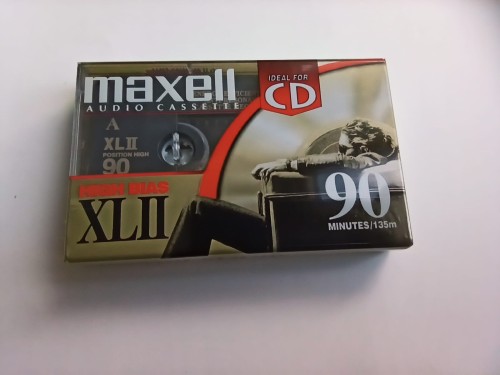 maxell
AUDIO CASSETTE
IDEAL FOR
CD
A
XLII
POSITION HIGH
90
HIGH BIAS
XLII
90
MINUTES/135m